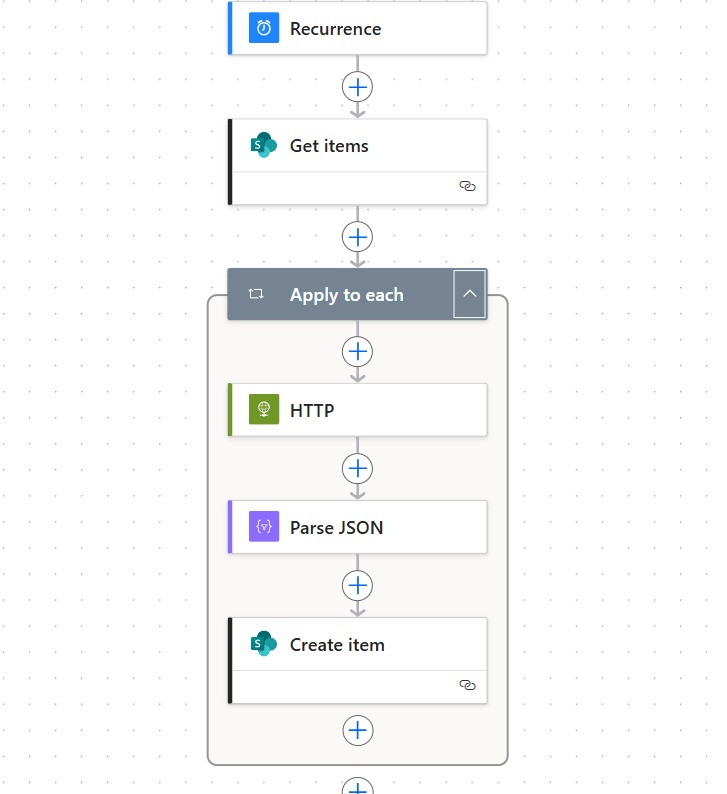 Recurrence
S
Get items
Apply to each
HTTP
Parse JSON
S
Create item